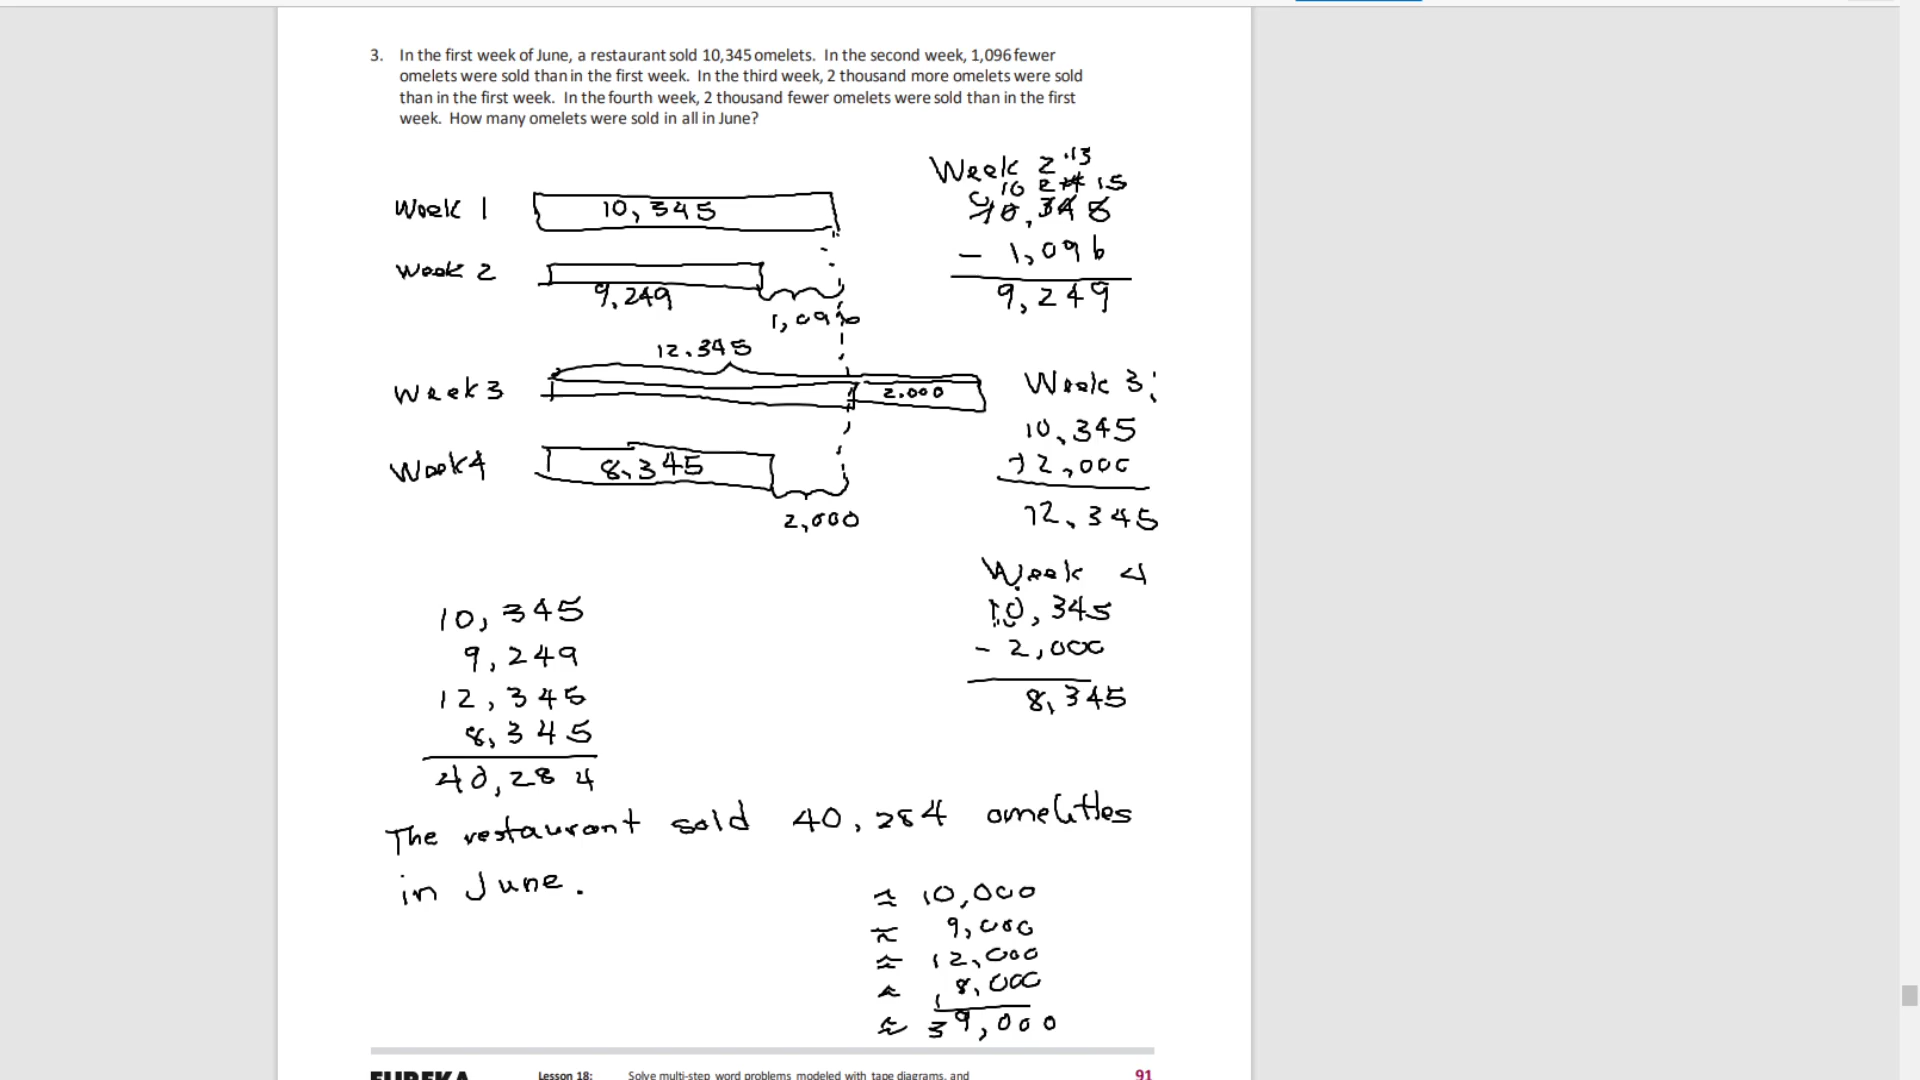 3. In the first week of June, a restaurant sold 10,345 omelets. In the second week, 1,096 fewer
omelets were sold than in the first week. In the third week, 2 thousand more omelets were sold
than in the first week. In the fourth week, 2 thousand fewer omelets were sold than in the first
week. How many omelets were sold in all in June?
Week 1 10,345
Week 2
9,249
1,096
12,345
Week 3 2,000
Week 4 8,345
2,000
Week 2
10,345
- 1,096
9,249
Week 3:
10,345
+2,000
12,345
Week 4
10,345
- 2,000
8,345
10,345
9,249
12,345
8,345
40,284
The restaurant sold 40,284
in June.
≈ 10,000
≈ 9,000
≈ 12,000
≈ 8,000
≈ 39,000
EUREKA
Lesson 18: Solve multi-step word problems modeled with tape diagrams, and
91